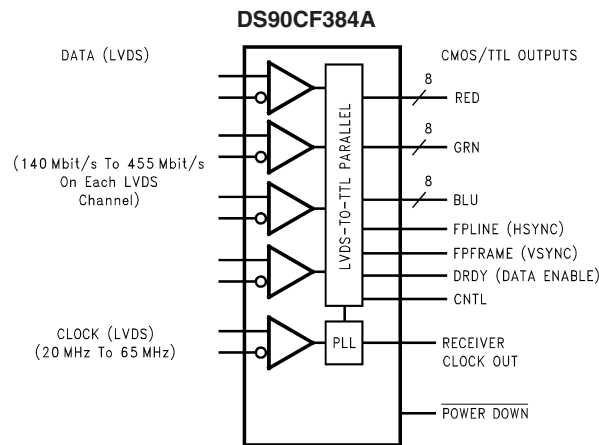 DS90CF384A
DATA (LVDS)
CMOS/TTL OUTPUTS
8
RED
8
GRN
(140 Mbit/s To 455 Mbit/s
On Each LVDS
Channel)
8
BLU
LVDS-TO-TTL PARALLEL
FPLINE (HSYNC)
FPFRAME (VSYNC)
DRDY (DATA ENABLE)
CNTL
CLOCK (LVDS)
(20 MHz To 65 MHz)
PLL
RECEIVER
CLOCK OUT
POWER DOWN